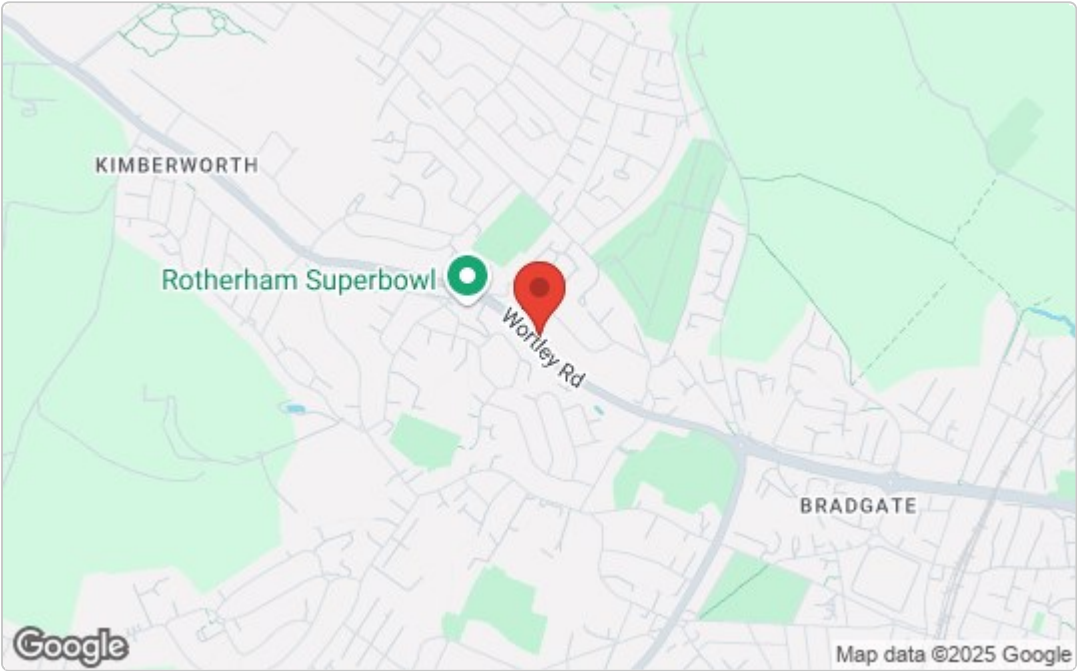 KIMBERWORTH
Rotherham Superbowl
Wortley Rd
BRADGATE
Google
Map data ©2025 Google